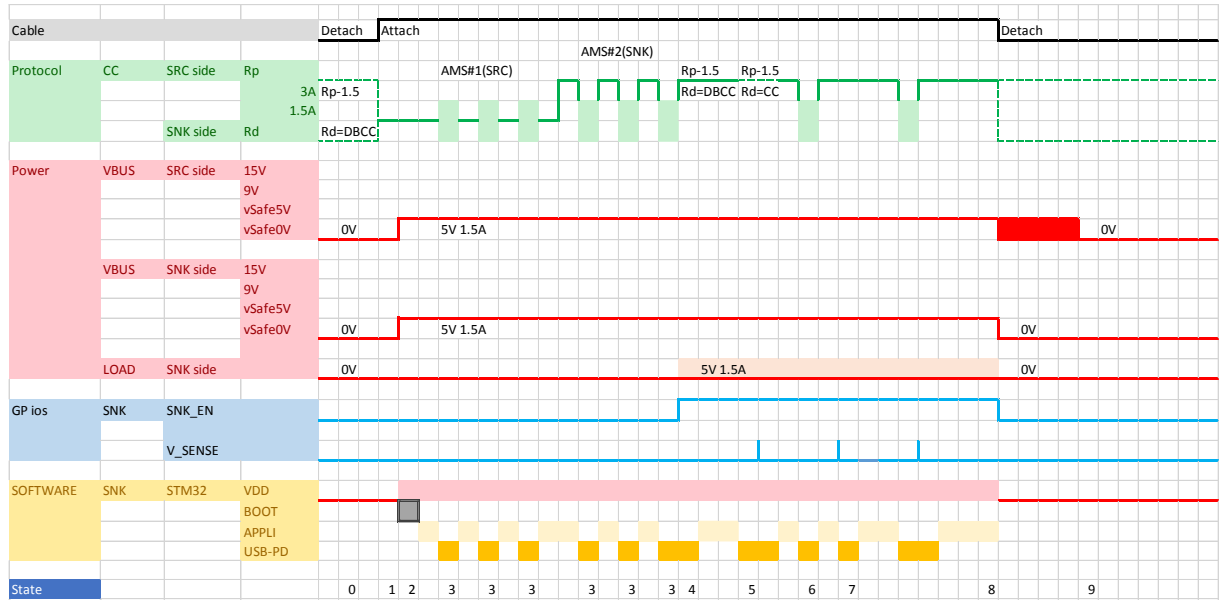 Cable Detach Attach Detach
AMS#2(SNK)
Protocol CC SRC side Rp AMS#1(SRC) Rp-1.5 Rp-1.5
3A Rp-1.5 Rd=DBCC Rd=CC
1.5A
SNK side Rd Rd=DBCC
Power VBUS SRC side 15V
9V
vSafe5V
vSafe0V 0V 5V 1.5A 0V
VBUS SNK side 15V
9V
vSafe5V
vSafe0V 0V 5V 1.5A 0V
LOAD SNK side 0V 5V 1.5A 0V
GP ios SNK SNK_EN
V_SENSE
SOFTWARE SNK STM32 VDD
BOOT
APPLI
USB-PD
State 0 1 2 3 3 3 3 3 3 4 5 6 7 8 9